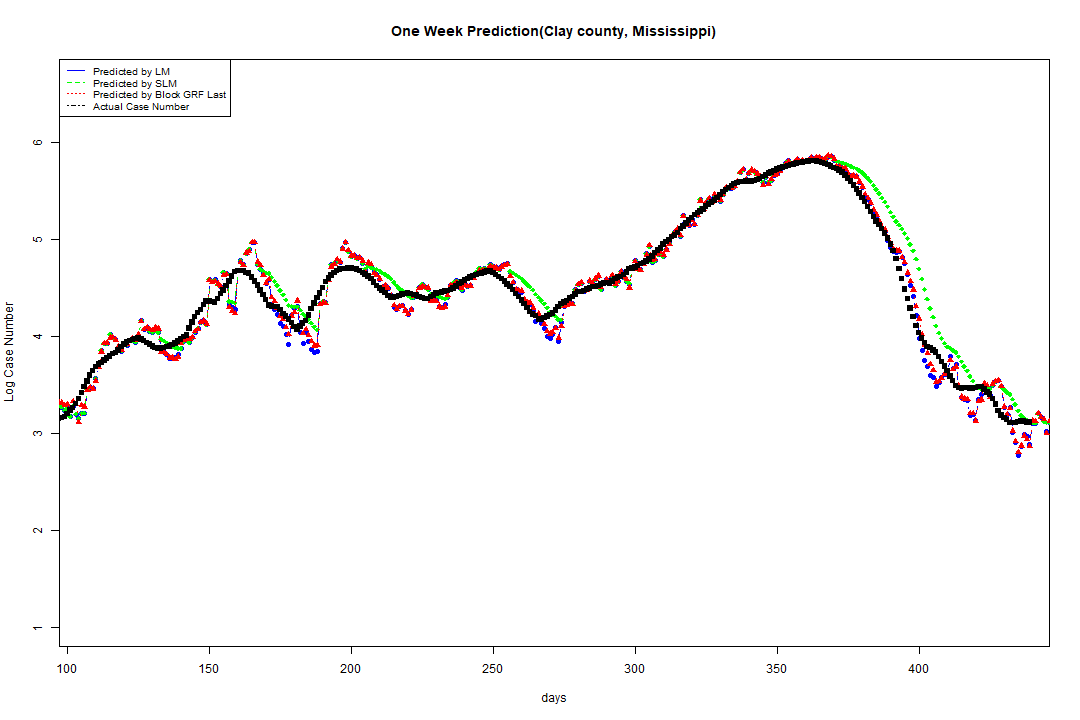 One Week Prediction(Clay county, Mississippi)
Predicted by LM
Predicted by SLM
Predicted by Block GRF Last
Actual Case Number
6
5
4
3
2
1
Log Case Number
100 150 200 250 300 350 400
days